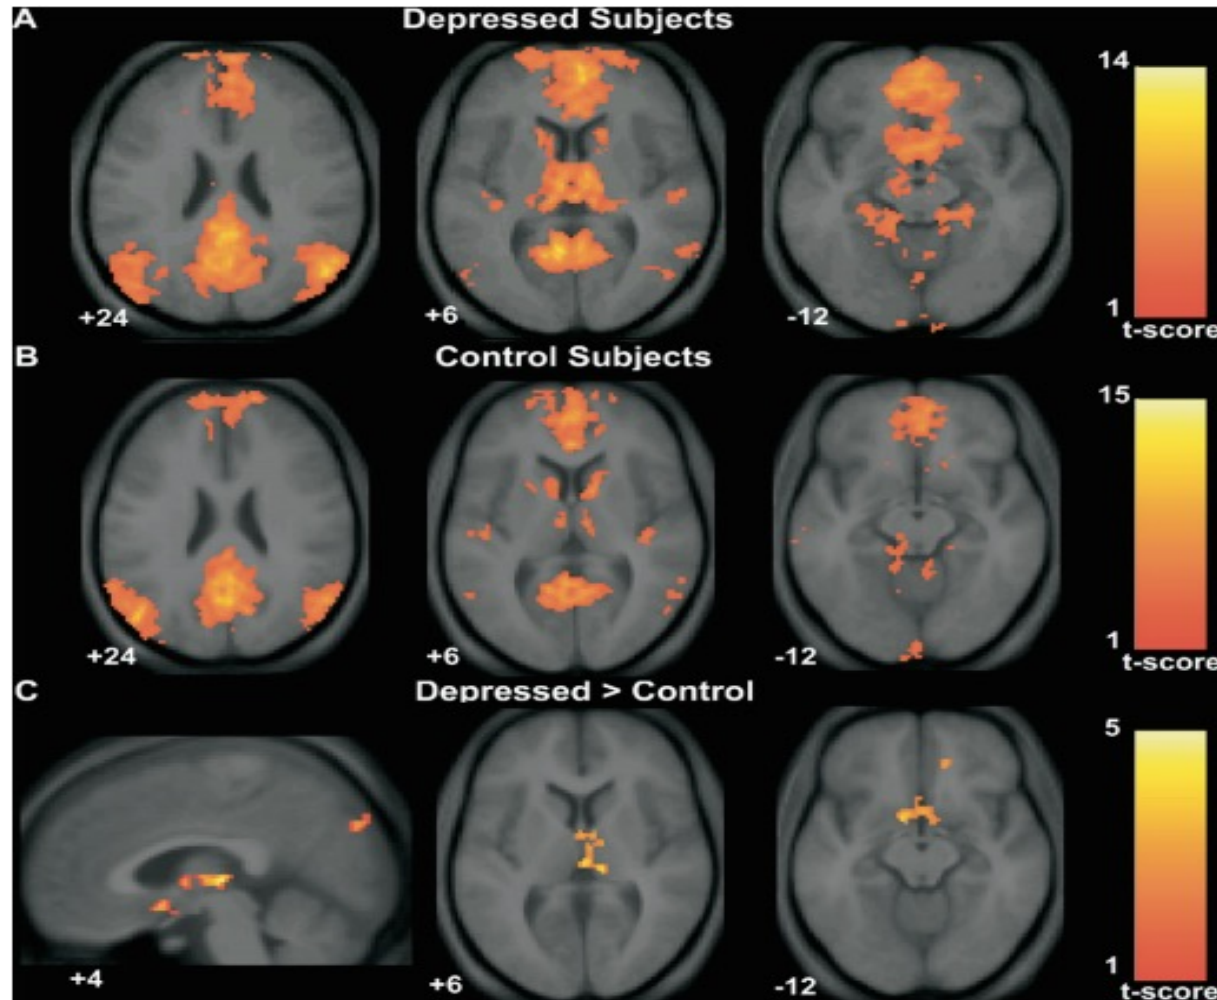 A
Depressed Subjects
14
+24
+6
-12
1
t-score
B
Control Subjects
15
+24
+6
-12
1
t-score
C
Depressed > Control
5
+4
+6
-12
1
t-score